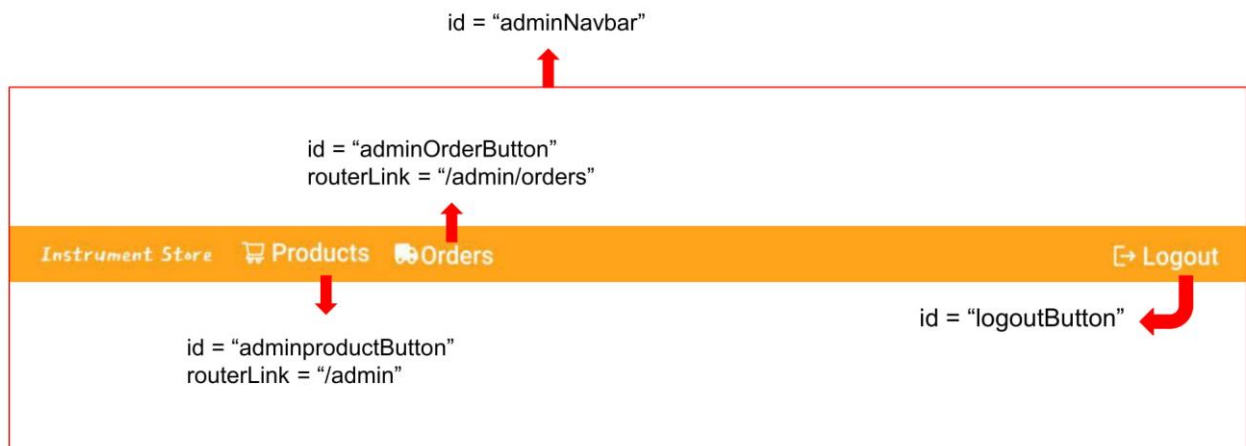 id = “adminNavbar”
id = “adminOrderButton”
routerLink = “/admin/orders”
Instrument Store Products Orders Logout
id = “logoutButton”
id = “adminproductButton”
routerLink = “/admin”